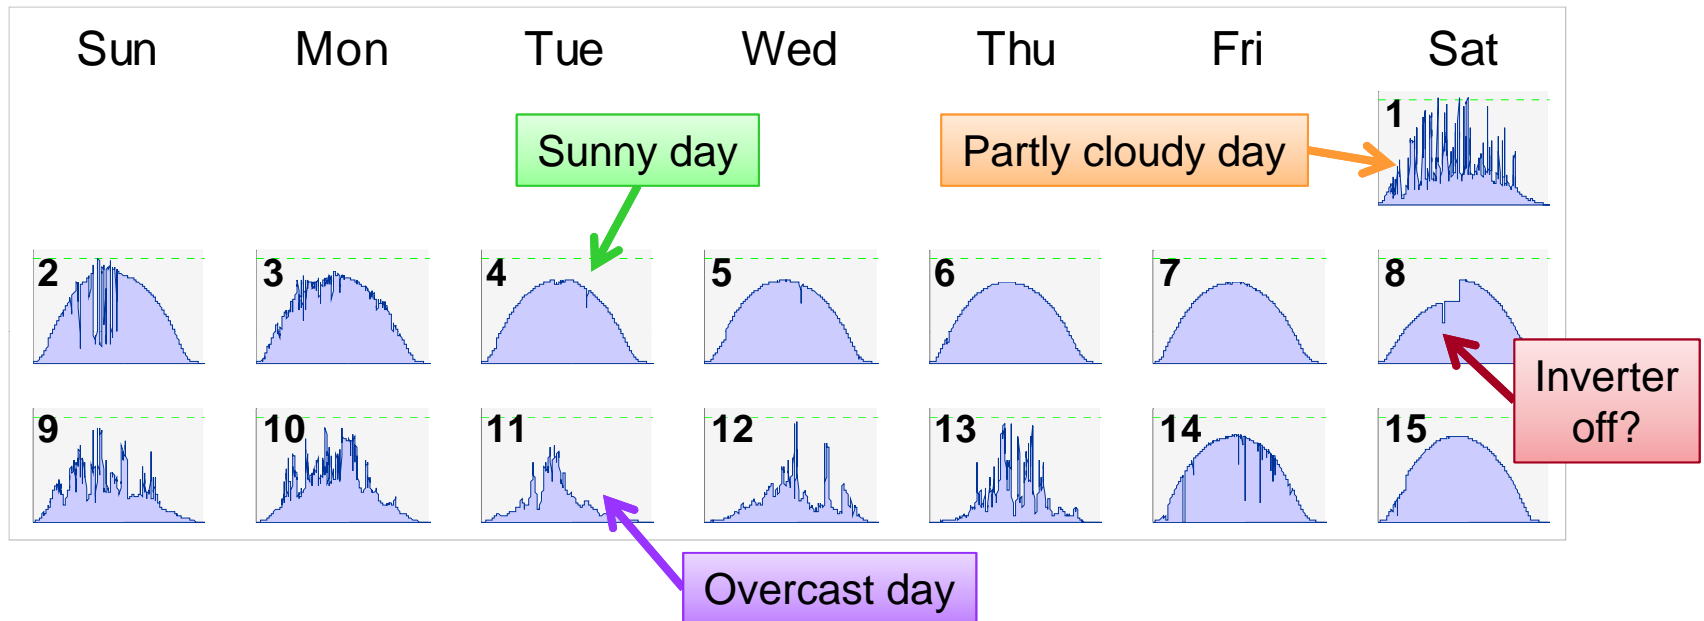 Sun Mon Tue Wed Thu Fri Sat
1
Sunny day
Partly cloudy day
2 3 4 5 6 7 8
Inverter
off?
9 10 11 12 13 14 15
Overcast day